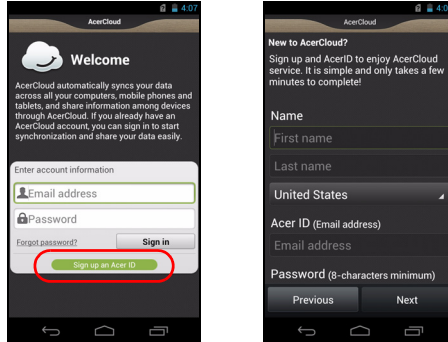 4:07
AcerCloud
Welcome
AcerCloud automatically syncs your data
across all your computers, mobile phones and
tablets, and share information among devices
through AcerCloud. If you already have an
AcerCloud account, you can sign in to start
synchronization and share your data easily.
Enter account information
Email address
Password
Forgot password?
Sign in
Sign up an Acer ID
4:0
AcerCloud
New to AcerCloud?
Sign up and AcerID to enjoy AcerCloud
service. It is simple and only takes a few
minutes to complete!
Name
First name
Last name
United States
Acer ID (Email address)
Email address
Password (8-characters minimum)
Previous
Next